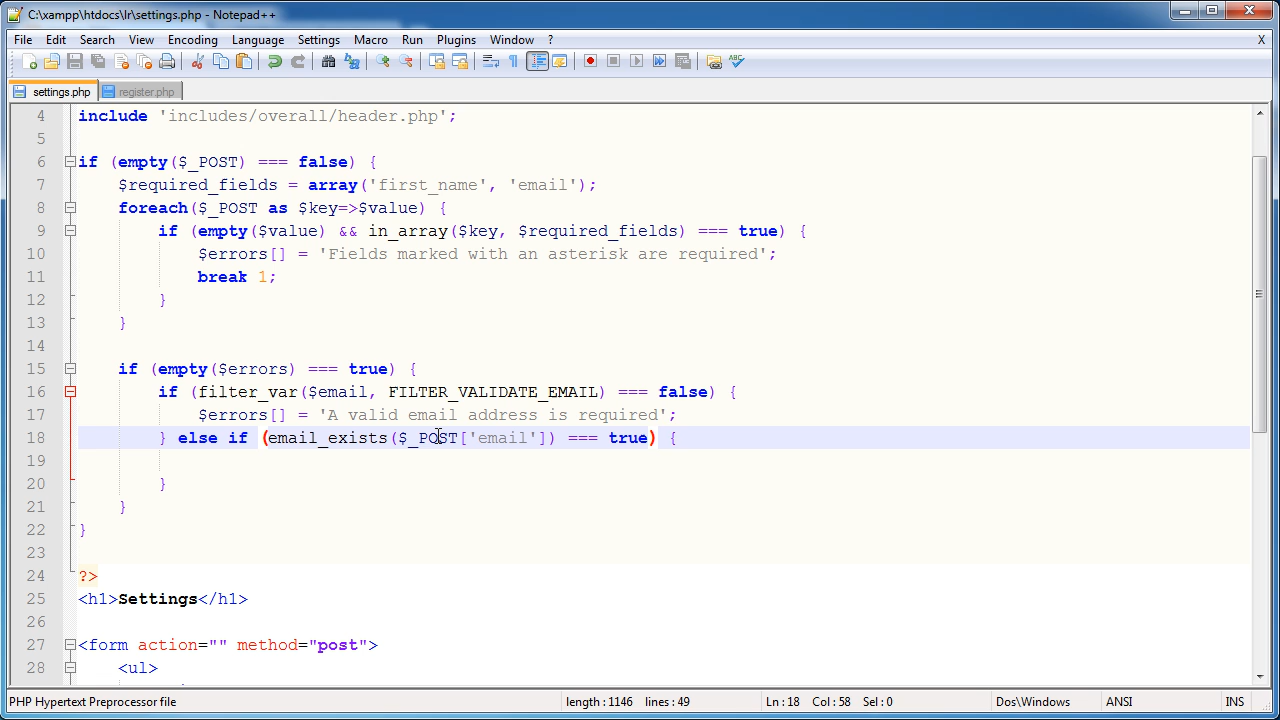 C:\xampp\htdocs\lr\settings.php - Notepad++
File Edit Search View Encoding Language Settings Macro Run Plugins Window ? X
settings.php register.php
4 include 'includes/overall/header.php';
5
6 if (empty($_POST) === false) {
7 $required_fields = array('first_name', 'email');
8 foreach($_POST as $key=>$value) {
9 if (empty($value) && in_array($key, $required_fields) === true) {
10 $errors[] = 'Fields marked with an asterisk are required';
11 break 1;
12 }
13 }
14
15 if (empty($errors) === true) {
16 if (filter_var($email, FILTER_VALIDATE_EMAIL) === false) {
17 $errors[] = 'A valid email address is required';
18 } else if (email_exists($_POST['email']) === true) {
19
20 }
21 }
22 }
23
24 ?>
25 <h1>Settings</h1>
26
27 <form action="" method="post">
28 <ul>
PHP Hypertext Preprocessor file length : 1146 lines : 49 Ln : 18 Col : 58 Sel : 0 Dos\Windows ANSI INS